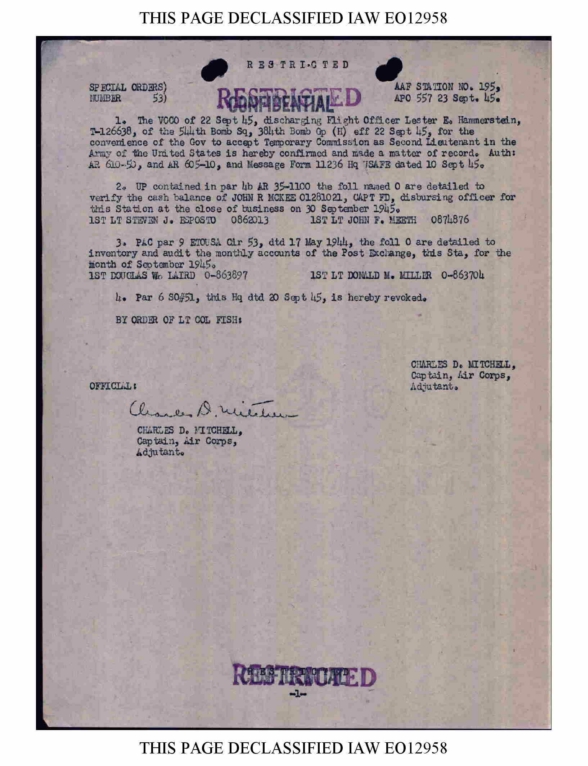 THIS PAGE DECLASSIFIED IAW EO12958
R E S T R I C T E D
SPECIAL ORDERS) AAF STATION NO. 195,
NUMBER 53) APO 557 23 Sept. 45.
RESTRICTED
CONFIDENTIAL
1. The VOCO of 22 Sept 45, discharging Flight Officer Lester E. Hammerstein,
T-126638, of the 544th Bomb Sq, 384th Bomb Gp (H) eff 22 Sept 45, for the
convenience of the Gov to accept Temporary Commission as Second Lieutenant in the
Army of the United States is hereby confirmed and made a matter of record. Auth:
AR 610-50, and AR 605-10, and Message Form 11236 Hq USAFE dated 10 Sept 45.
2. UP contained in par 4b AR 35-1100 the foll named O are detailed to
verify the cash balance of JOHN R MCKEE O1281021, CAPT FD, disbursing officer for
this Station at the close of business on 30 September 1945.
1ST LT STEVEN J. ESPOSTO 0862013 1ST LT JOHN F. 0874876
3. P&C par 9 ETOUSA Cir 53, dtd 17 May 1944, the foll O are detailed to
inventory and audit the monthly accounts of the Post Exchange, this Sta, for the
month of September 1945.
1ST DOUGLAS W. LAIRD O-863897 1ST LT DONALD M. MILLER O-863704
4. Par 6 SO#51, this Hq dtd 20 Sept 45, is hereby revoked.
BY ORDER OF LT COL FISH:
CHARLES D. MITCHELL,
Captain, Air Corps,
Adjutant.
OFFICIAL:
Charles D. Mitchell
CHARLES D. MITCHELL,
Captain, Air Corps,
Adjutant.
RESTRICTED
-1-
THIS PAGE DECLASSIFIED IAW EO12958